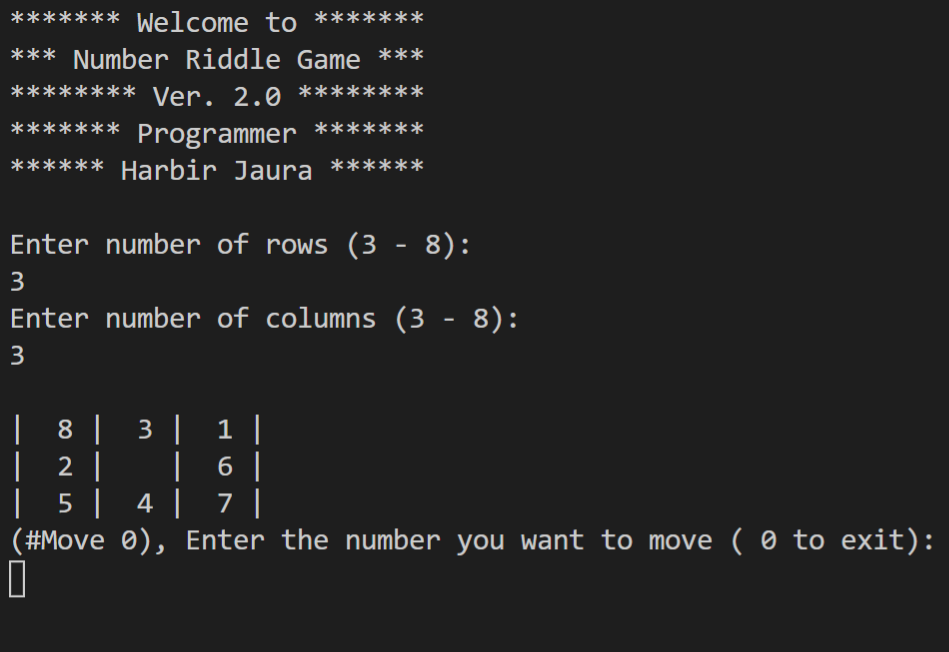 ******* Welcome to *******
*** Number Riddle Game ***
******** Ver. 2.0 ********
******* Programmer *******
****** Harbir Jaura ******
Enter number of rows (3 - 8):
3
Enter number of columns (3 - 8):
3
|  8 |  3 |  1 |
|  2 |    |  6 |
|  5 |  4 |  7 |
(#Move 0), Enter the number you want to move ( 0 to exit):